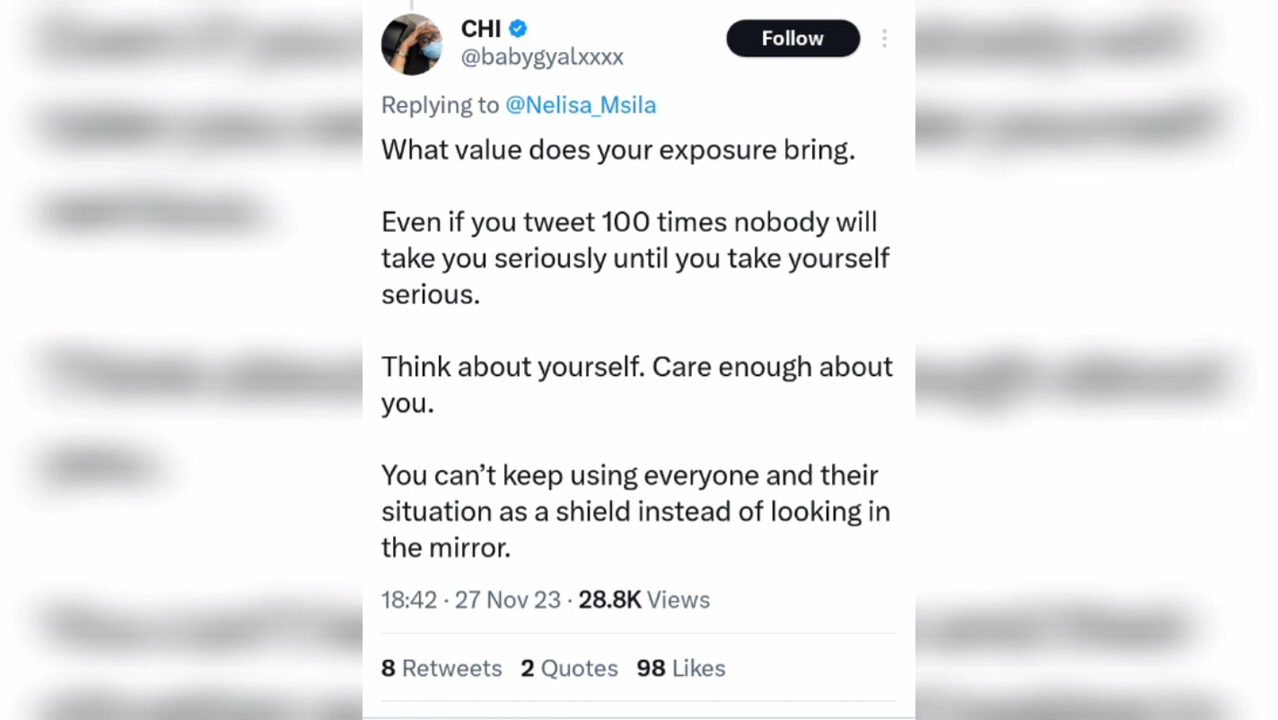 CHI
@babygyalxxxx
Follow
Replying to @Nelisa_Msila
What value does your exposure bring.
Even if you tweet 100 times nobody will
take you seriously until you take yourself
serious.
Think about yourself. Care enough about
you.
You can’t keep using everyone and their
situation as a shield instead of looking in
the mirror.
18:42 · 27 Nov 23 · 28.8K Views
8 Retweets 2 Quotes 98 Likes